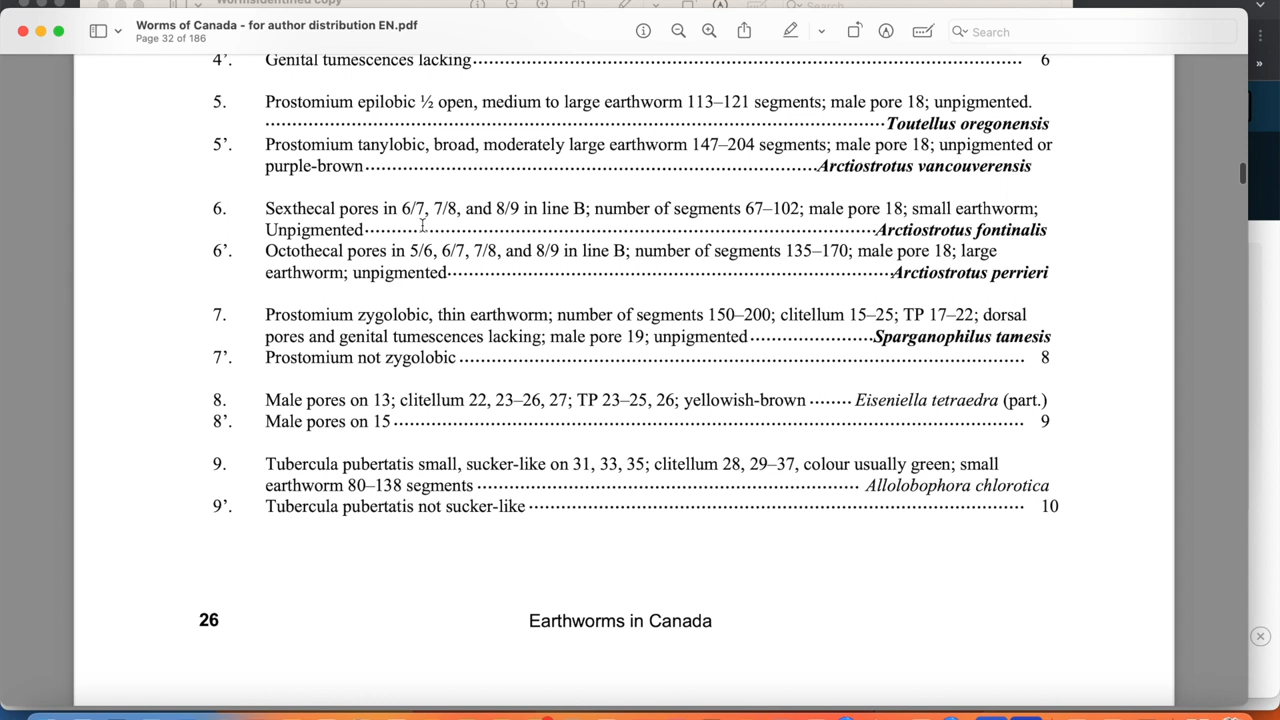 Worms of Canada - for author distribution EN.pdf
Page 32 of 186
Search
4’. Genital tumescences lacking 6
5. Prostomium epilobic ½ open, medium to large earthworm 113–121 segments; male pore 18; unpigmented.
Toutellus oregonensis
5’. Prostomium tanylobic, broad, moderately large earthworm 147–204 segments; male pore 18; unpigmented or
purple-brown Arctiostrotus vancouverensis
6. Sexthecal pores in 6/7, 7/8, and 8/9 in line B; number of segments 67–102; male pore 18; small earthworm;
Unpigmented Arctiostrotus fontinalis
6’. Octothecal pores in 5/6, 6/7, 7/8, and 8/9 in line B; number of segments 135–170; male pore 18; large
earthworm; unpigmented Arctiostrotus perrieri
7. Prostomium zygolobic, thin earthworm; number of segments 150–200; clitellum 15–25; TP 17–22; dorsal
pores and genital tumescences lacking; male pore 19; unpigmented Sparganophilus tamesis
7’. Prostomium not zygolobic 8
8. Male pores on 13; clitellum 22, 23–26, 27; TP 23–25, 26; yellowish-brown Eiseniella tetraedra (part.)
8’. Male pores on 15 9
9. Tubercula pubertatis small, sucker-like on 31, 33, 35; clitellum 28, 29–37, colour usually green; small
earthworm 80–138 segments Allolobophora chlorotica
9’. Tubercula pubertatis not sucker-like 10
26 Earthworms in Canada